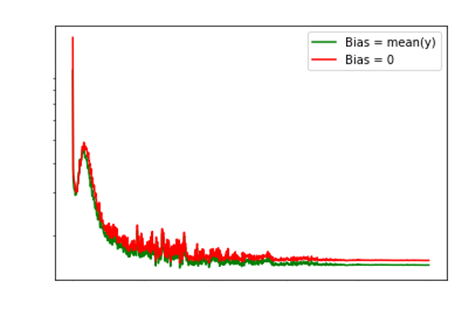 Bias = mean(y)
Bias = 0